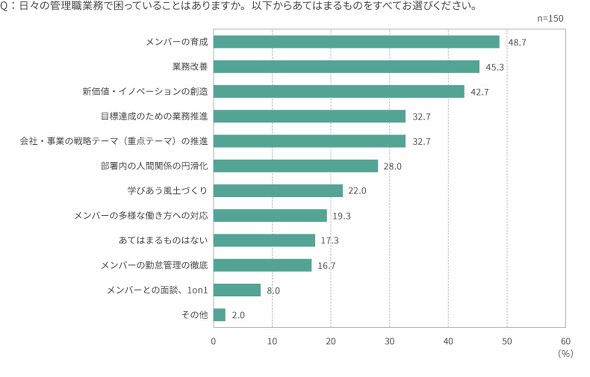 Q：日々の管理職業務で困っていることはありますか。以下からあてはまるものをすべてお選びください。
n=150
メンバーの育成 48.7
業務改善 45.3
新価値・イノベーションの創造 42.7
目標達成のための業務推進 32.7
会社・事業の戦略テーマ（重点テーマ）の推進 32.7
部署内の人間関係の円滑化 28.0
学びあう風土づくり 22.0
メンバーの多様な働き方への対応 19.3
あてはまるものはない 17.3
メンバーの勤怠管理の徹底 16.7
メンバーとの面談、1on1 8.0
その他 2.0
0 10 20 30 40 50 60
（%）